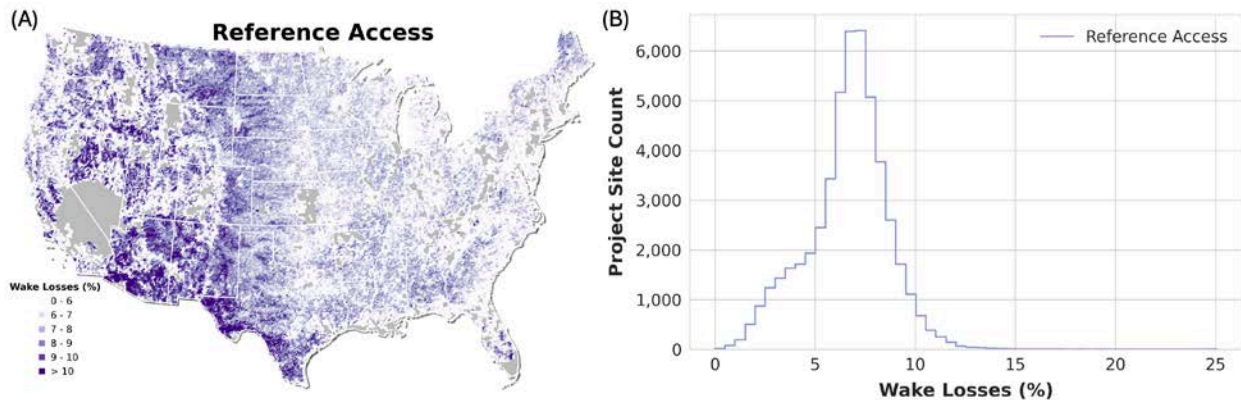 (A)
Reference Access
Wake Losses (%)
0 - 6
6 - 7
7 - 8
8 - 9
9 - 10
> 10
(B)
Reference Access
Project Site Count
6,000
5,000
4,000
3,000
2,000
1,000
0
0 5 10 15 20 25
Wake Losses (%)